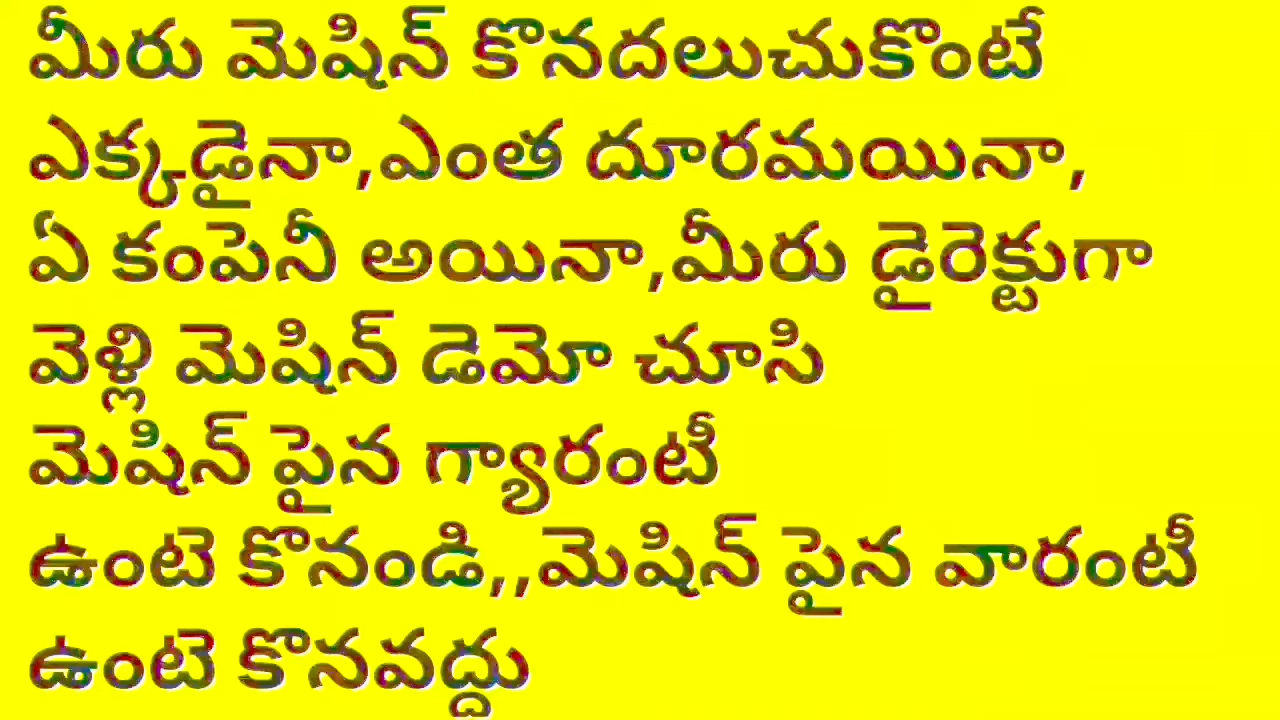 మీరు మెషిన్ కొనదలుచుకొంటే
ఎక్కడైనా,ఎంత దూరమయినా,
ఏ కంపెనీ అయినా,మీరు డైరెక్టుగా
వెళ్లి మెషిన్ డెమో చూసి
మెషిన్ పైన గ్యారంటీ
ఉంటె కొనండి,,మెషిన్ పైన వారంటీ
ఉంటె కొనవద్దు